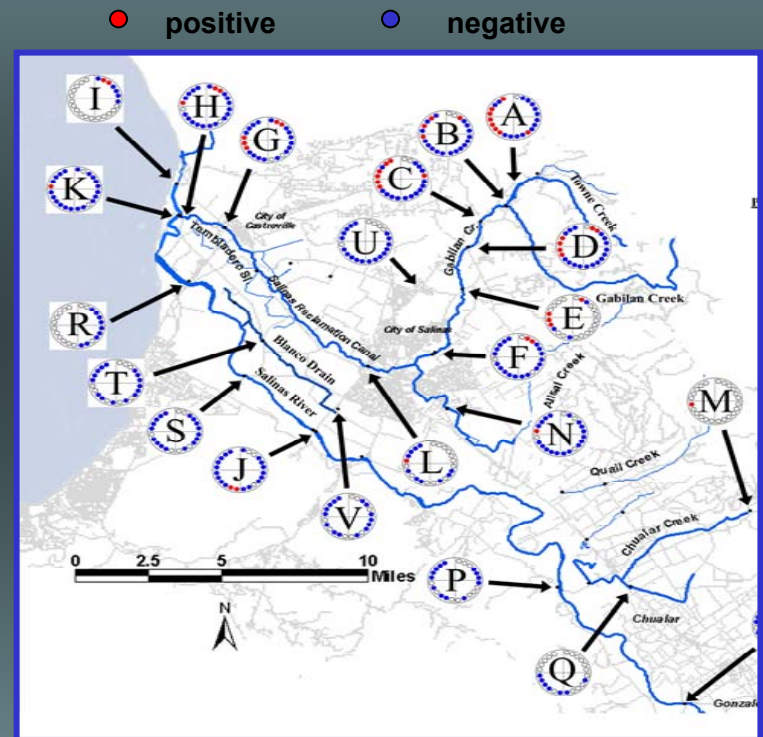 positive negative
I
H
G
K
B
A
C
U
D
E
F
R
T
S
J
V
L
N
M
P
Q
City of
Castroville
Tembladero Sl.
Salinas Reclamation Canal
City of Salinas
Gabilan Cr.
Towne Creek
Gabilan Creek
Alisal Creek
Blanco Drain
Salinas River
Quail Creek
Chualar Creek
Chualar
0 2.5 5 10
Miles
N